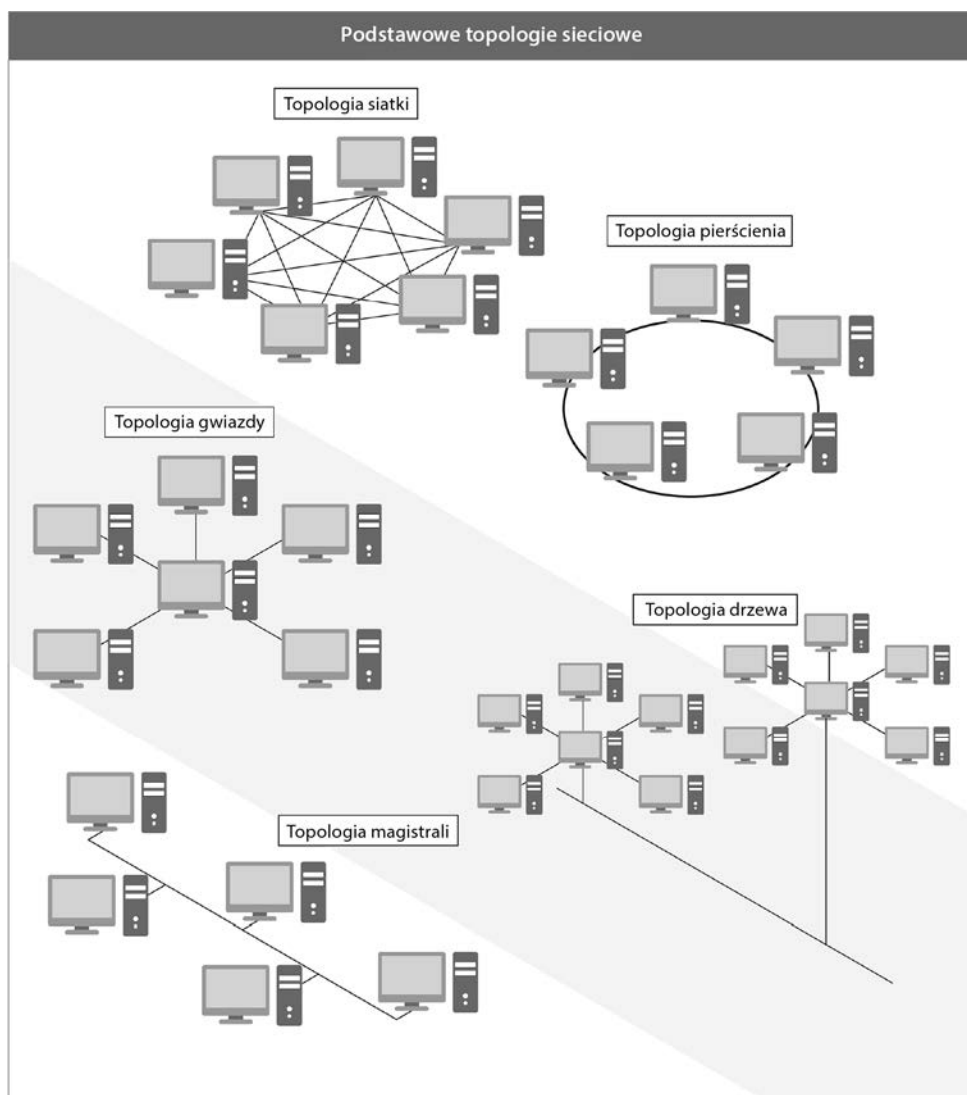 Podstawowe topologie sieciowe
Topologia siatki
Topologia pierścienia
Topologia gwiazdy
Topologia drzewa
Topologia magistrali